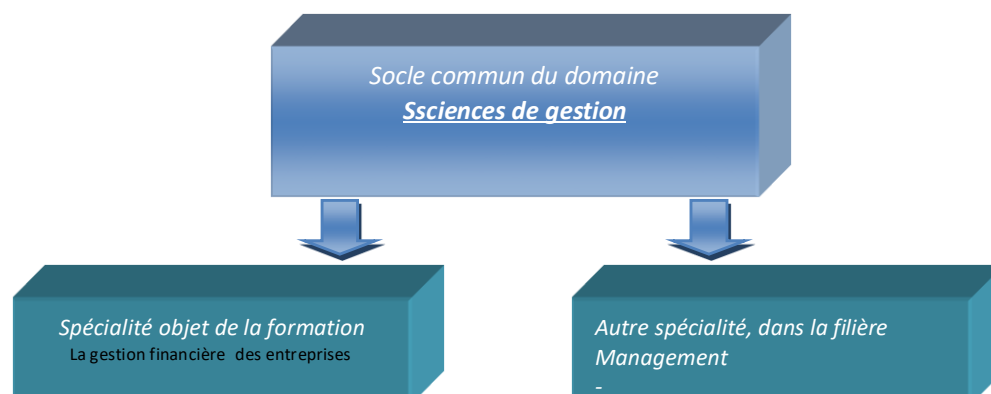 Socle commun du domaine
Ssciences de gestion
Spécialité objet de la formation
La gestion financière des entreprises
Autre spécialité, dans la filière
Management
-